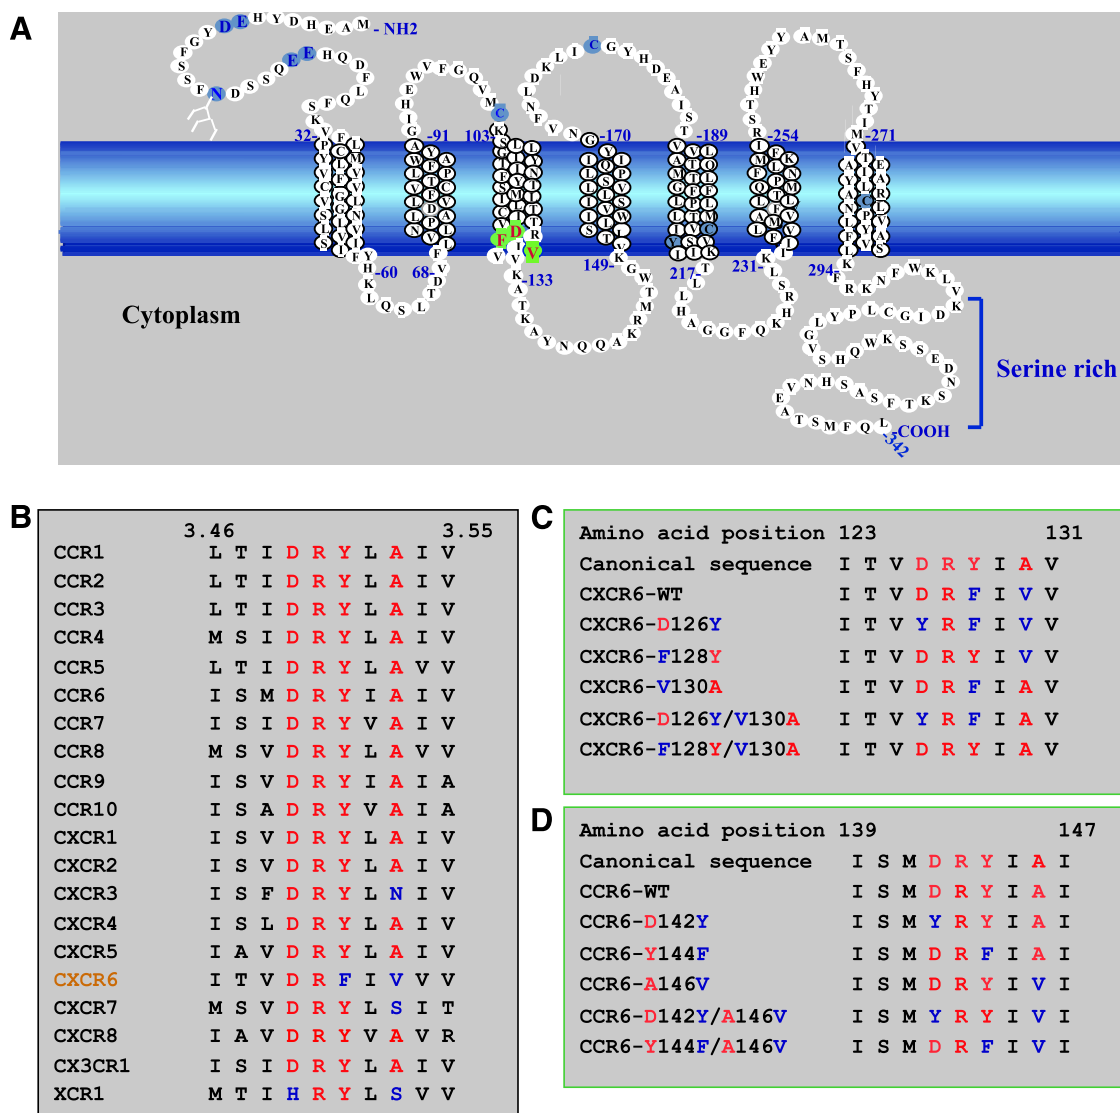 A
D E H Y D H E A M - NH2
Y G F S S F N D S S Q E E H Q D F L Q F S K V
G I H E W V F G Q V M C K
G N V F N L D K L I C G Y H D E A I S T
R S T H W E Y Y A M T S F H Y T I M
32- -91 103- -170 -189 -254 -271
-60 68- -133 149- 217- 231- 294-
Y H K L Q S L T D V F
K A T K A Y N Q Q A K R M T W G K
T L L H A G G F Q K H R S L K
K F R K N F W K L V K D I G C L P Y L G V S H Q W K S S E D N S K T F S A S H N V E A T S M F Q L
Cytoplasm
Serine rich
-COOH
-342
B
3.46 3.55
CCR1 L T I D R Y L A I V
CCR2 L T I D R Y L A I V
CCR3 L T I D R Y L A I V
CCR4 M S I D R Y L A I V
CCR5 L T I D R Y L A V V
CCR6 I S M D R Y I A I V
CCR7 I S I D R Y V A I V
CCR8 M S V D R Y L A V V
CCR9 I S V D R Y I A I A
CCR10 I S A D R Y V A I A
CXCR1 I S V D R Y L A I V
CXCR2 I S V D R Y L A I V
CXCR3 I S F D R Y L N I V
CXCR4 I S L D R Y L A I V
CXCR5 I A V D R Y L A I V
CXCR6 I T V D R F I V V V
CXCR7 M S V D R Y L S I T
CXCR8 I A V D R Y V A V R
CX3CR1 I S I D R Y L A I V
XCR1 M T I H R Y L S V V
C
Amino acid position 123 131
Canonical sequence I T V D R Y I A V
CXCR6-WT I T V D R F I V V
CXCR6-D126Y I T V Y R F I V V
CXCR6-F128Y I T V D R Y I V V
CXCR6-V130A I T V D R F I A V
CXCR6-D126Y/V130A I T V Y R F I A V
CXCR6-F128Y/V130A I T V D R Y I A V
D
Amino acid position 139 147
Canonical sequence I S M D R Y I A I
CCR6-WT I S M D R Y I A I
CCR6-D142Y I S M Y R Y I A I
CCR6-Y144F I S M D R F I A I
CCR6-A146V I S M D R Y I V I
CCR6-D142Y/A146V I S M Y R Y I V I
CCR6-Y144F/A146V I S M D R F I V I